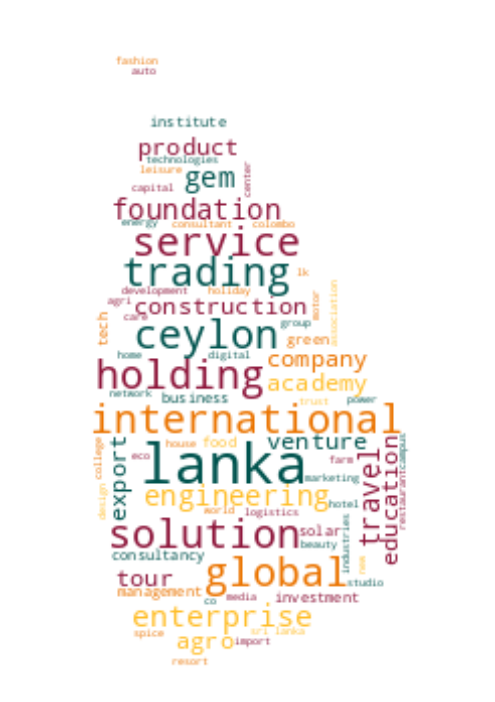 fashion
auto
institute
product
technologies
leisure
gem
center
capital
foundation
energy
consultant
colombo
service
trading
lk
development
holiday
motor
association
agri
construction
care
tech
ceylon
group
green
home
digital
company
holding
academy
network
business
trust
power
international
lanka
house
food
venture
college
export
eco
farm
travel
education
campus
restaurant
marketing
design
engineering
hotel
world
logistics
solution
solar
industries
beauty
consultancy
tour
global
studio
management
co
media
investment
enterprise
spice
sri lanka
agro
import
resort